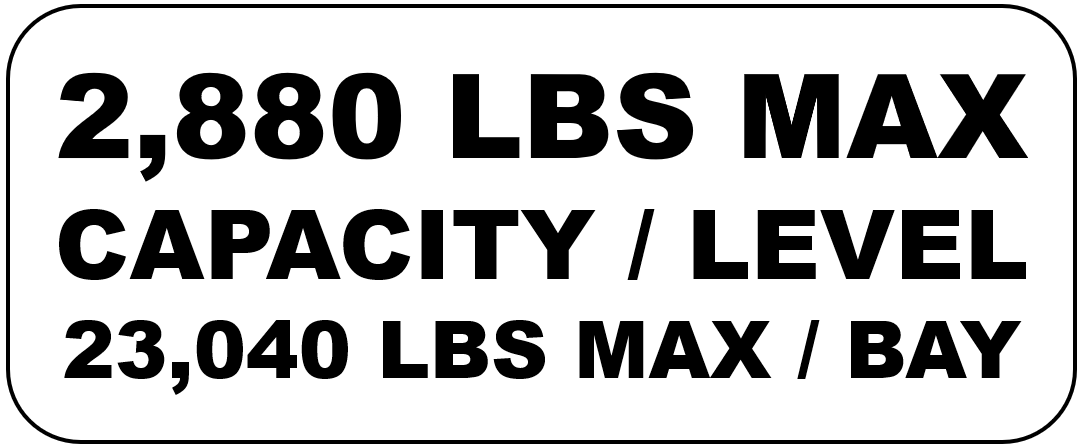 2,880 LBS MAX
CAPACITY / LEVEL
23,040 LBS MAX / BAY